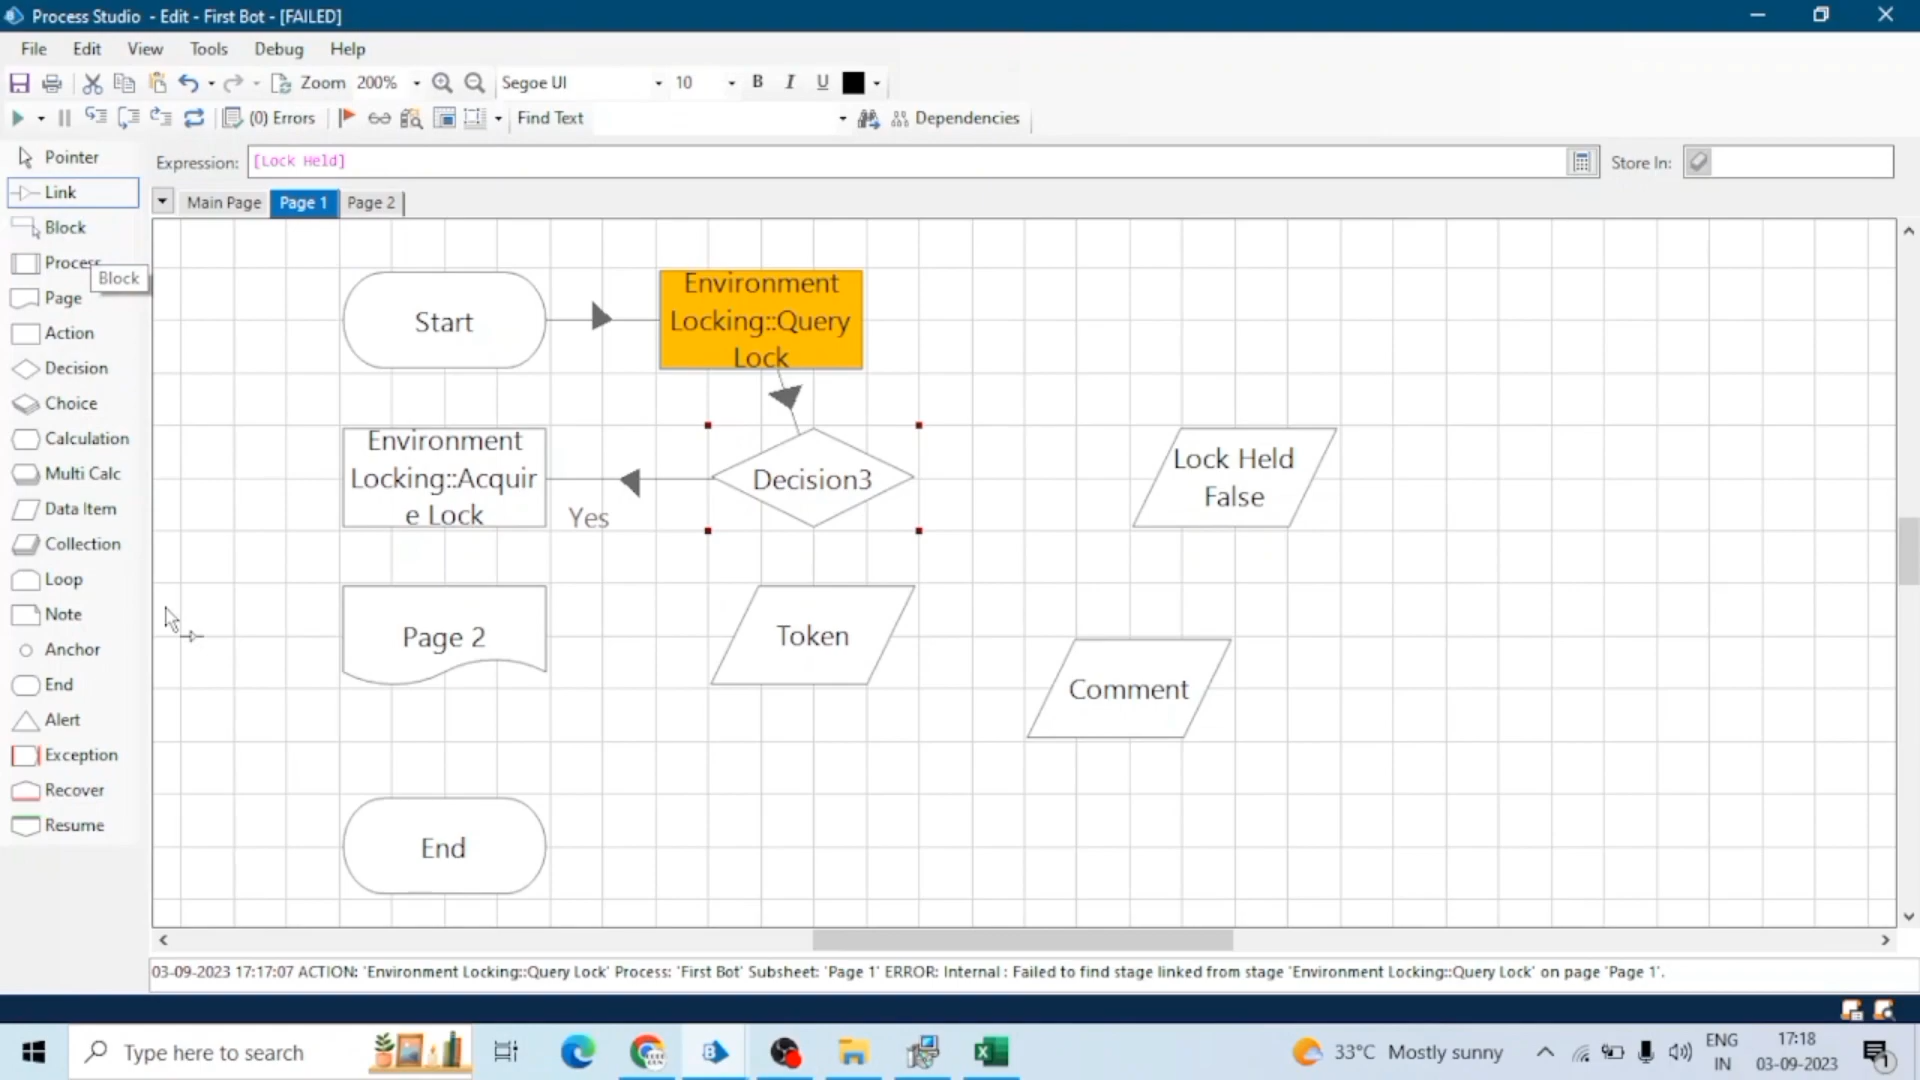 Process Studio - Edit - First Bot - [FAILED]
File Edit View Tools Debug Help
Zoom 200% Segoe UI 10 B I U
(0) Errors Find Text Dependencies
Pointer
Link
Block
Process
Block
Page
Action
Decision
Choice
Calculation
Multi Calc
Data Item
Collection
Loop
Note
Anchor
End
Alert
Exception
Recover
Resume
Expression: [Lock Held] Store In:
Main Page Page 1 Page 2
Start
Environment
Locking::Query
Lock
Environment
Locking::Acquir
e Lock
Yes
Decision3
Lock Held
False
Page 2
Token
Comment
End
03-09-2023 17:17:07 ACTION: 'Environment Locking::Query Lock' Process: 'First Bot' Subsheet: 'Page 1' ERROR: Internal : Failed to find stage linked from stage 'Environment Locking::Query Lock' on page 'Page 1'.
Type here to search
33°C Mostly sunny
ENG
IN
17:18
03-09-2023
1